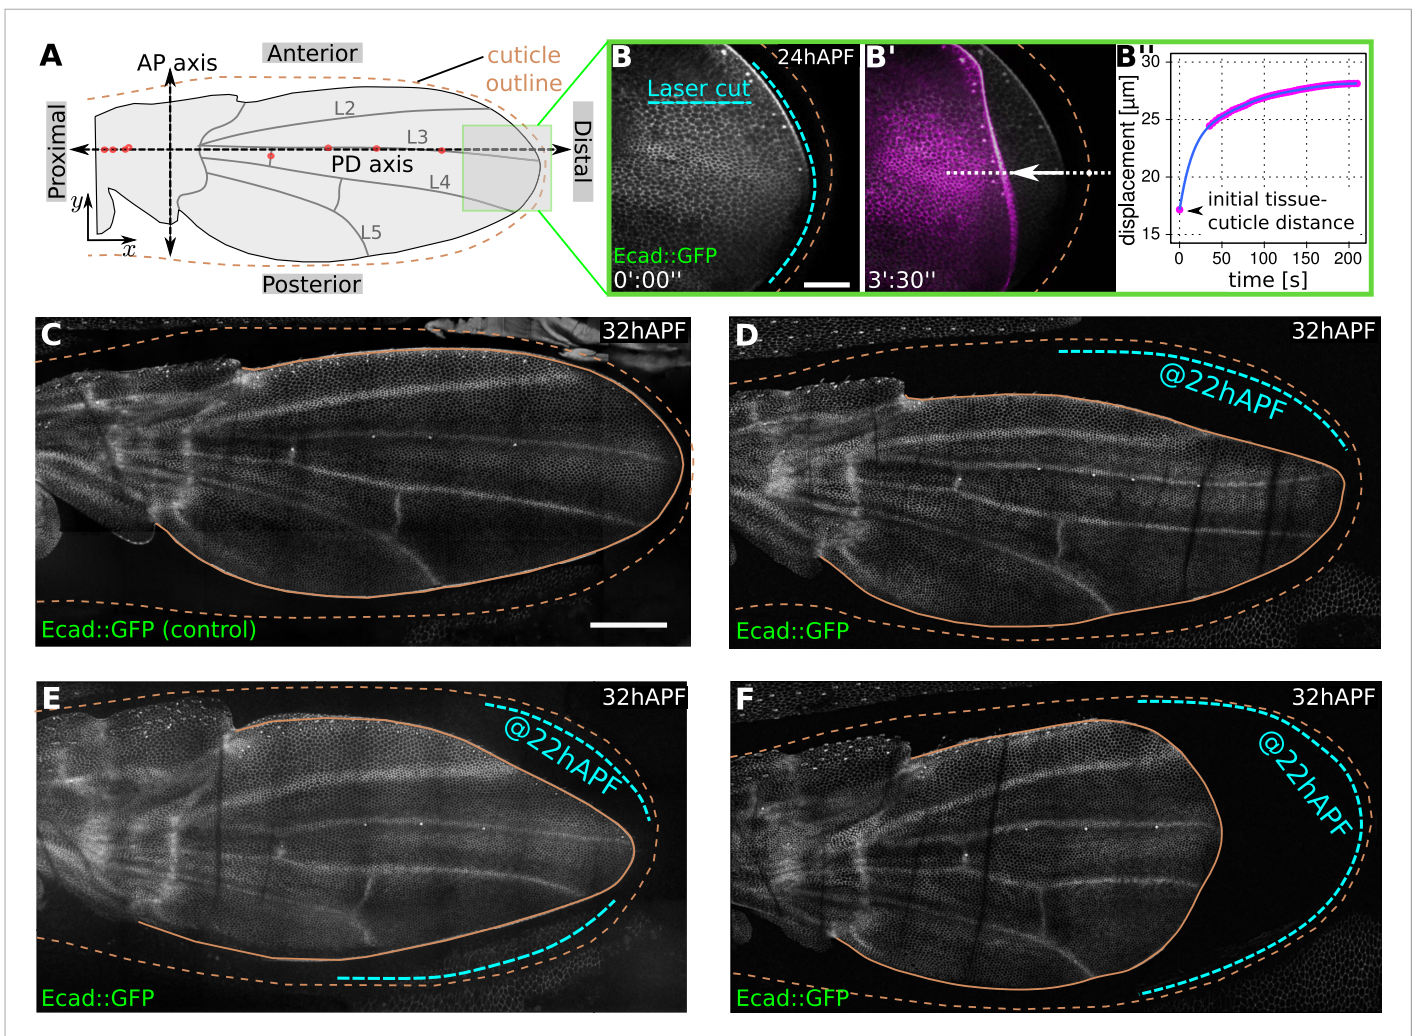 A
Anterior
AP axis
cuticle
outline
Proximal
Distal
L2
L3
PD axis
L4
L5
y
x
Posterior
B
24hAPF
Laser cut
Ecad::GFP
0':00''
B'
3':30''
B''
displacement [µm]
30
25
20
15
initial tissue-
cuticle distance
0
50
100
150
200
time [s]
C
32hAPF
Ecad::GFP (control)
D
32hAPF
@22hAPF
Ecad::GFP
E
32hAPF
@22hAPF
Ecad::GFP
F
32hAPF
@22hAPF
Ecad::GFP